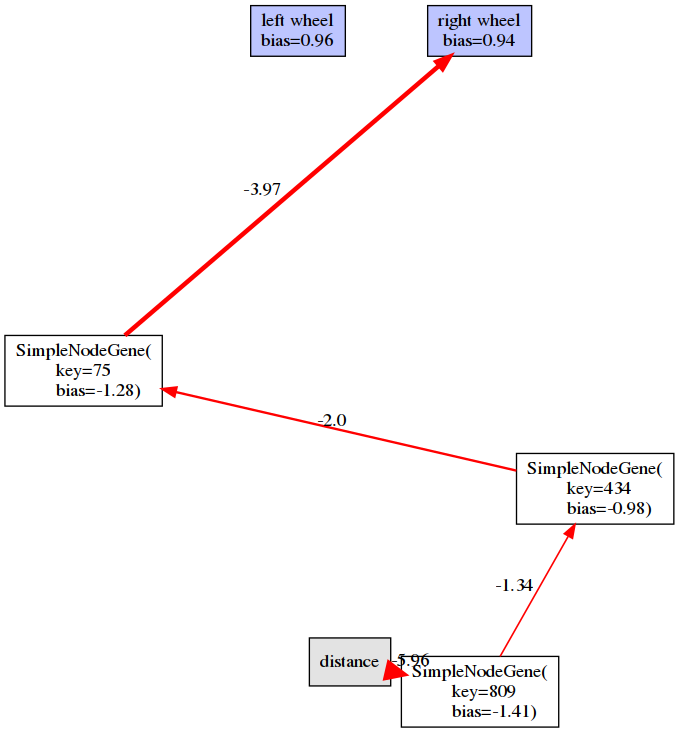 left wheel
bias=0.96
right wheel
bias=0.94
-3.97
SimpleNodeGene(
key=75
bias=-1.28)
-2.0
SimpleNodeGene(
key=434
bias=-0.98)
-1.34
distance
-5.96
SimpleNodeGene(
key=809
bias=-1.41)